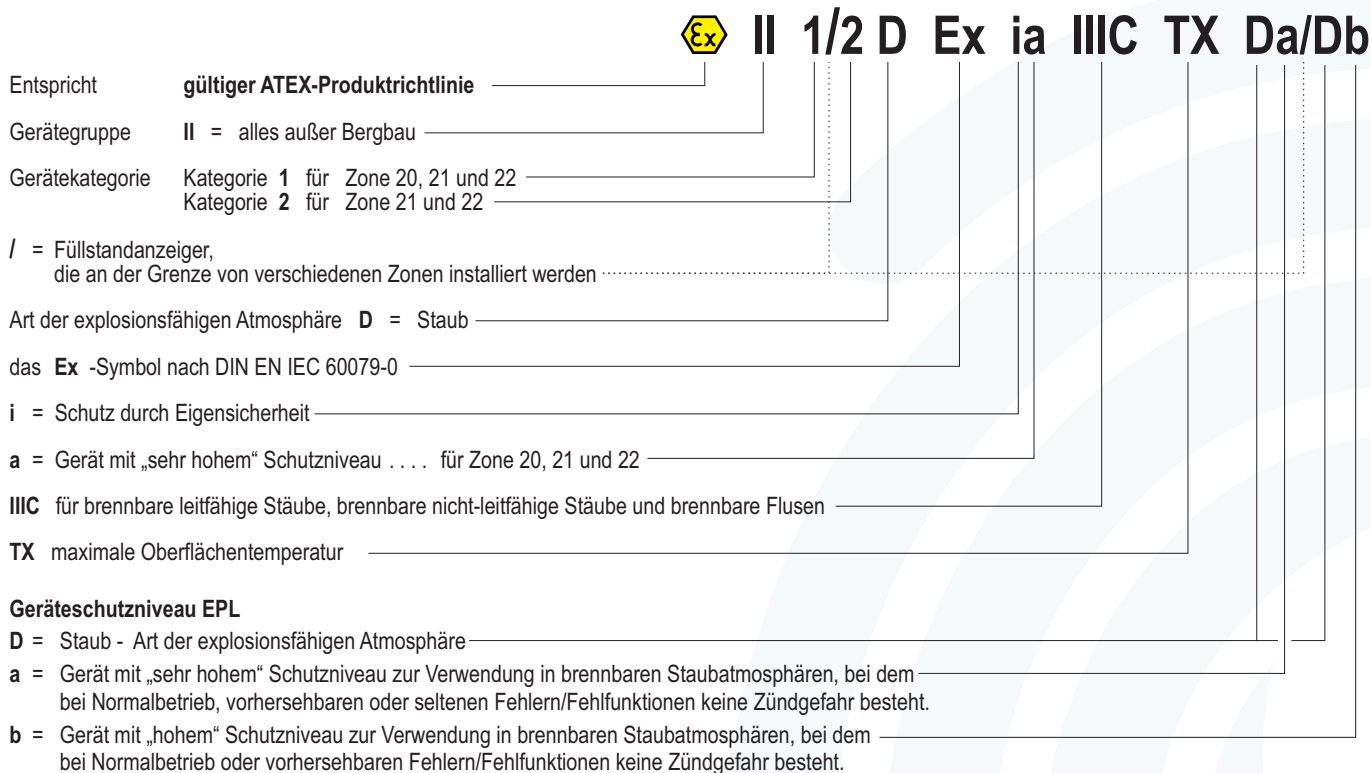 Ex II 1/2 D Ex ia IIIC TX Da/Db
Entspricht gültiger ATEX-Produktrichtlinie
Gerätegruppe II = alles außer Bergbau
Gerätekategorie Kategorie 1 für Zone 20, 21 und 22
Kategorie 2 für Zone 21 und 22
/ = Füllstandanzeiger,
die an der Grenze von verschiedenen Zonen installiert werden
Art der explosionsfähigen Atmosphäre D = Staub
das Ex -Symbol nach DIN EN IEC 60079-0
i = Schutz durch Eigensicherheit
a = Gerät mit „sehr hohem“ Schutzniveau . . . . für Zone 20, 21 und 22
IIIC für brennbare leitfähige Stäube, brennbare nicht-leitfähige Stäube und brennbare Flusen
TX maximale Oberflächentemperatur
Geräteschutzniveau EPL
D = Staub - Art der explosionsfähigen Atmosphäre
a = Gerät mit „sehr hohem“ Schutzniveau zur Verwendung in brennbaren Staubatmosphären, bei dem
bei Normalbetrieb, vorhersehbaren oder seltenen Fehlern/Fehlfunktionen keine Zündgefahr besteht.
b = Gerät mit „hohem“ Schutzniveau zur Verwendung in brennbaren Staubatmosphären, bei dem
bei Normalbetrieb oder vorhersehbaren Fehlern/Fehlfunktionen keine Zündgefahr besteht.